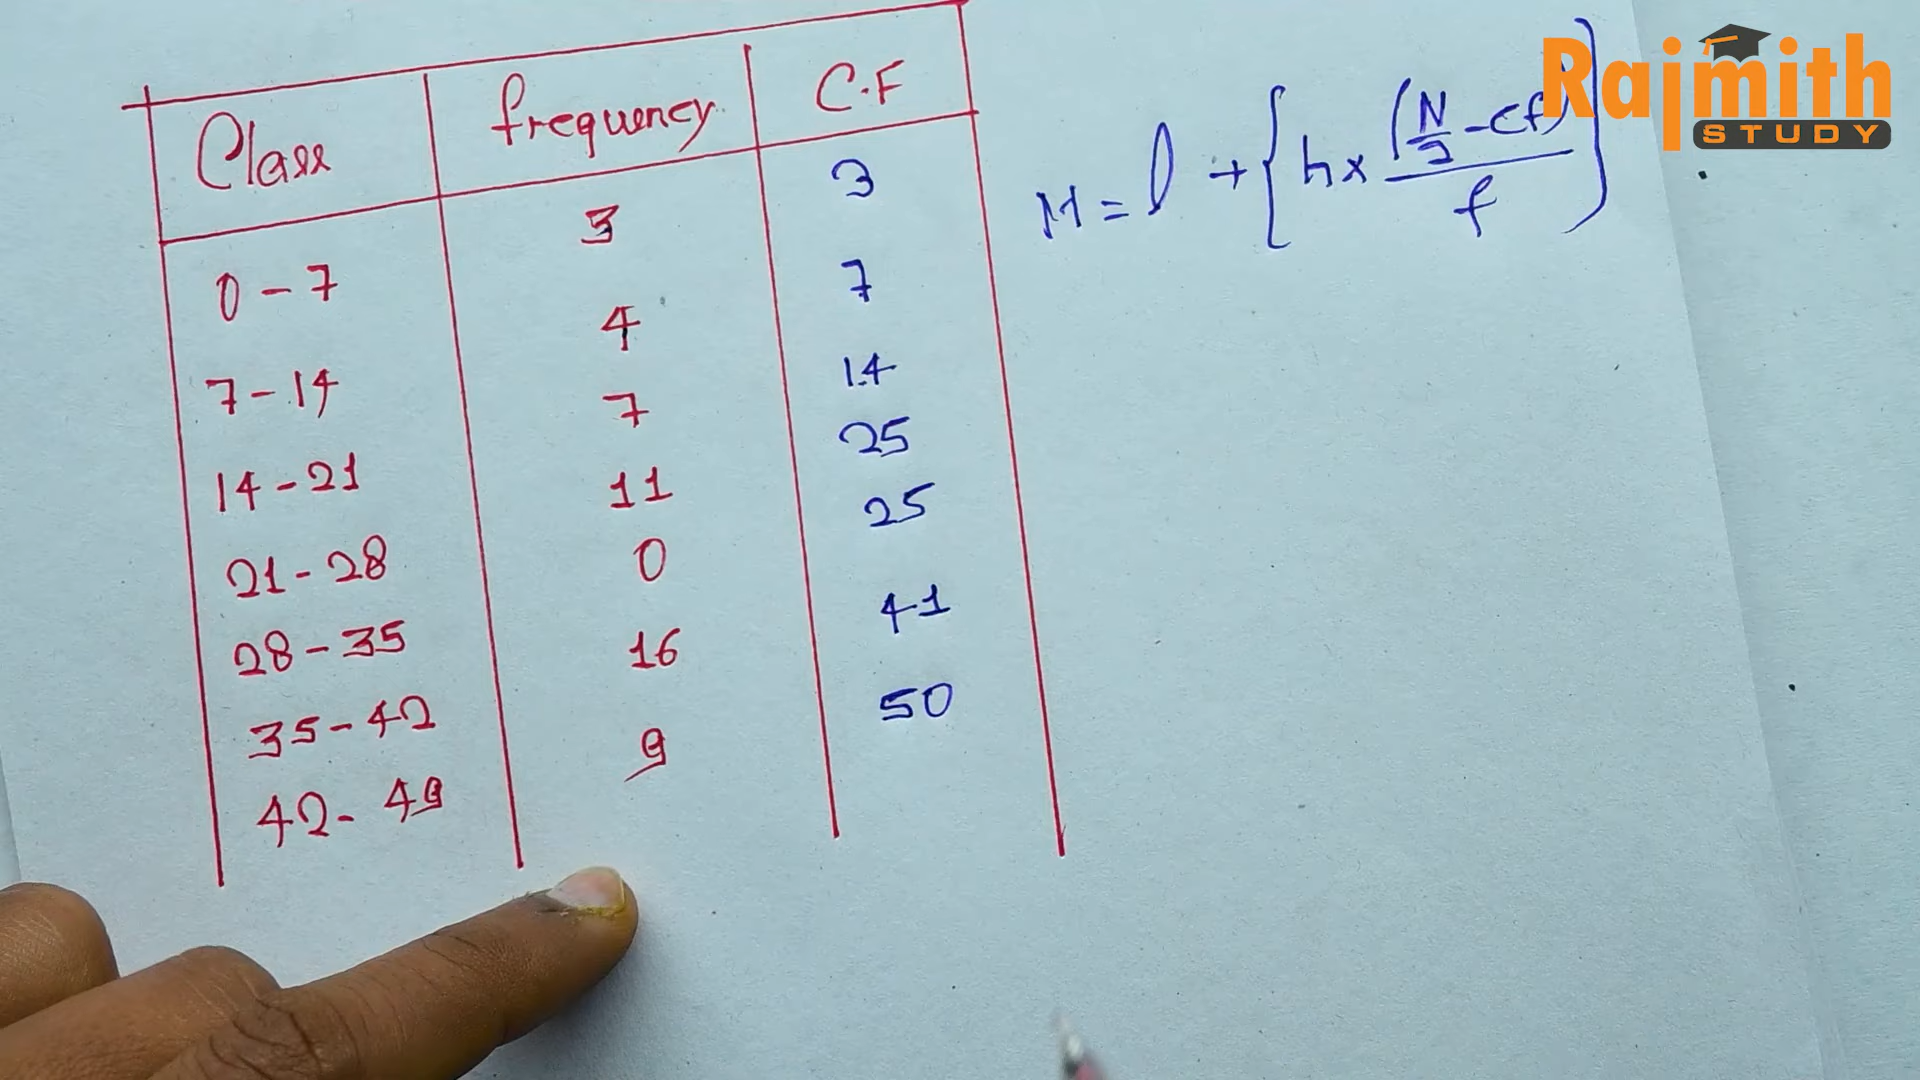 Class frequency C.F
0 - 7 3 3
7 - 14 4 7
14 - 21 7 14
21 - 28 11 25
28 - 35 0 25
35 - 42 16 41
42 - 49 9 50
M = l + { h × (N/2 - cf) / f }
Rajmith
STUDY